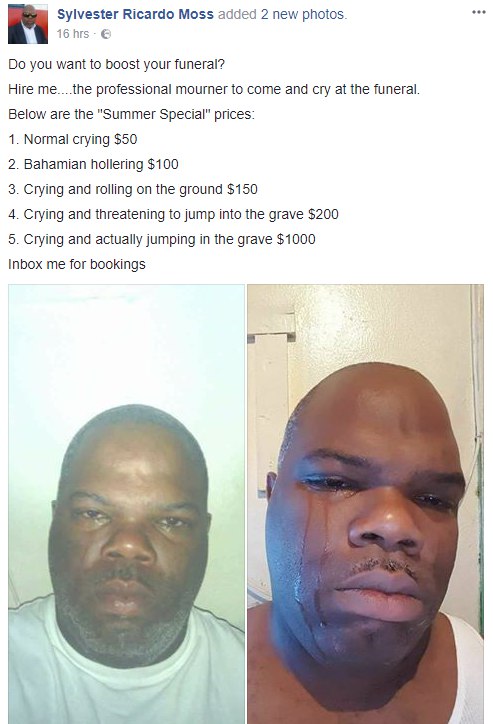 Sylvester Ricardo Moss added 2 new photos.
16 hrs ·
Do you want to boost your funeral?
Hire me....the professional mourner to come and cry at the funeral.
Below are the "Summer Special" prices:
1. Normal crying $50
2. Bahamian hollering $100
3. Crying and rolling on the ground $150
4. Crying and threatening to jump into the grave $200
5. Crying and actually jumping in the grave $1000
Inbox me for bookings